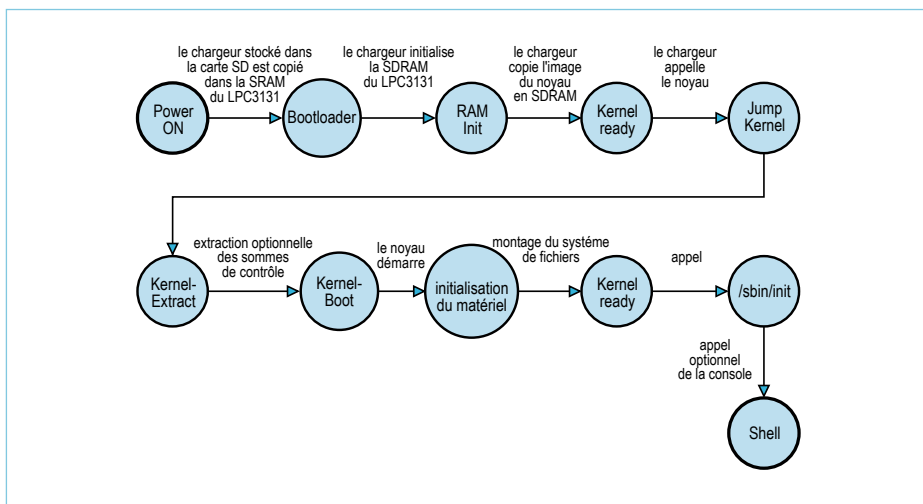 le chargeur stocké dans
la carte SD est copié
dans la SRAM
du LPC3131
le chargeur initialise
la SDRAM
du LPC3131
le chargeur
copie l'image
du noyau
en SDRAM
le chargeur
appelle
le noyau
Power
ON
Bootloader
RAM
Init
Kernel
ready
Jump
Kernel
extraction optionnelle
des sommes
de contrôle
le noyau
démarre
montage du systéme
de fichiers
appel
Kernel-
Extract
Kernel-
Boot
initialisation
du matériel
Kernel
ready
/sbin/init
appel
optionnel
de la console
Shell